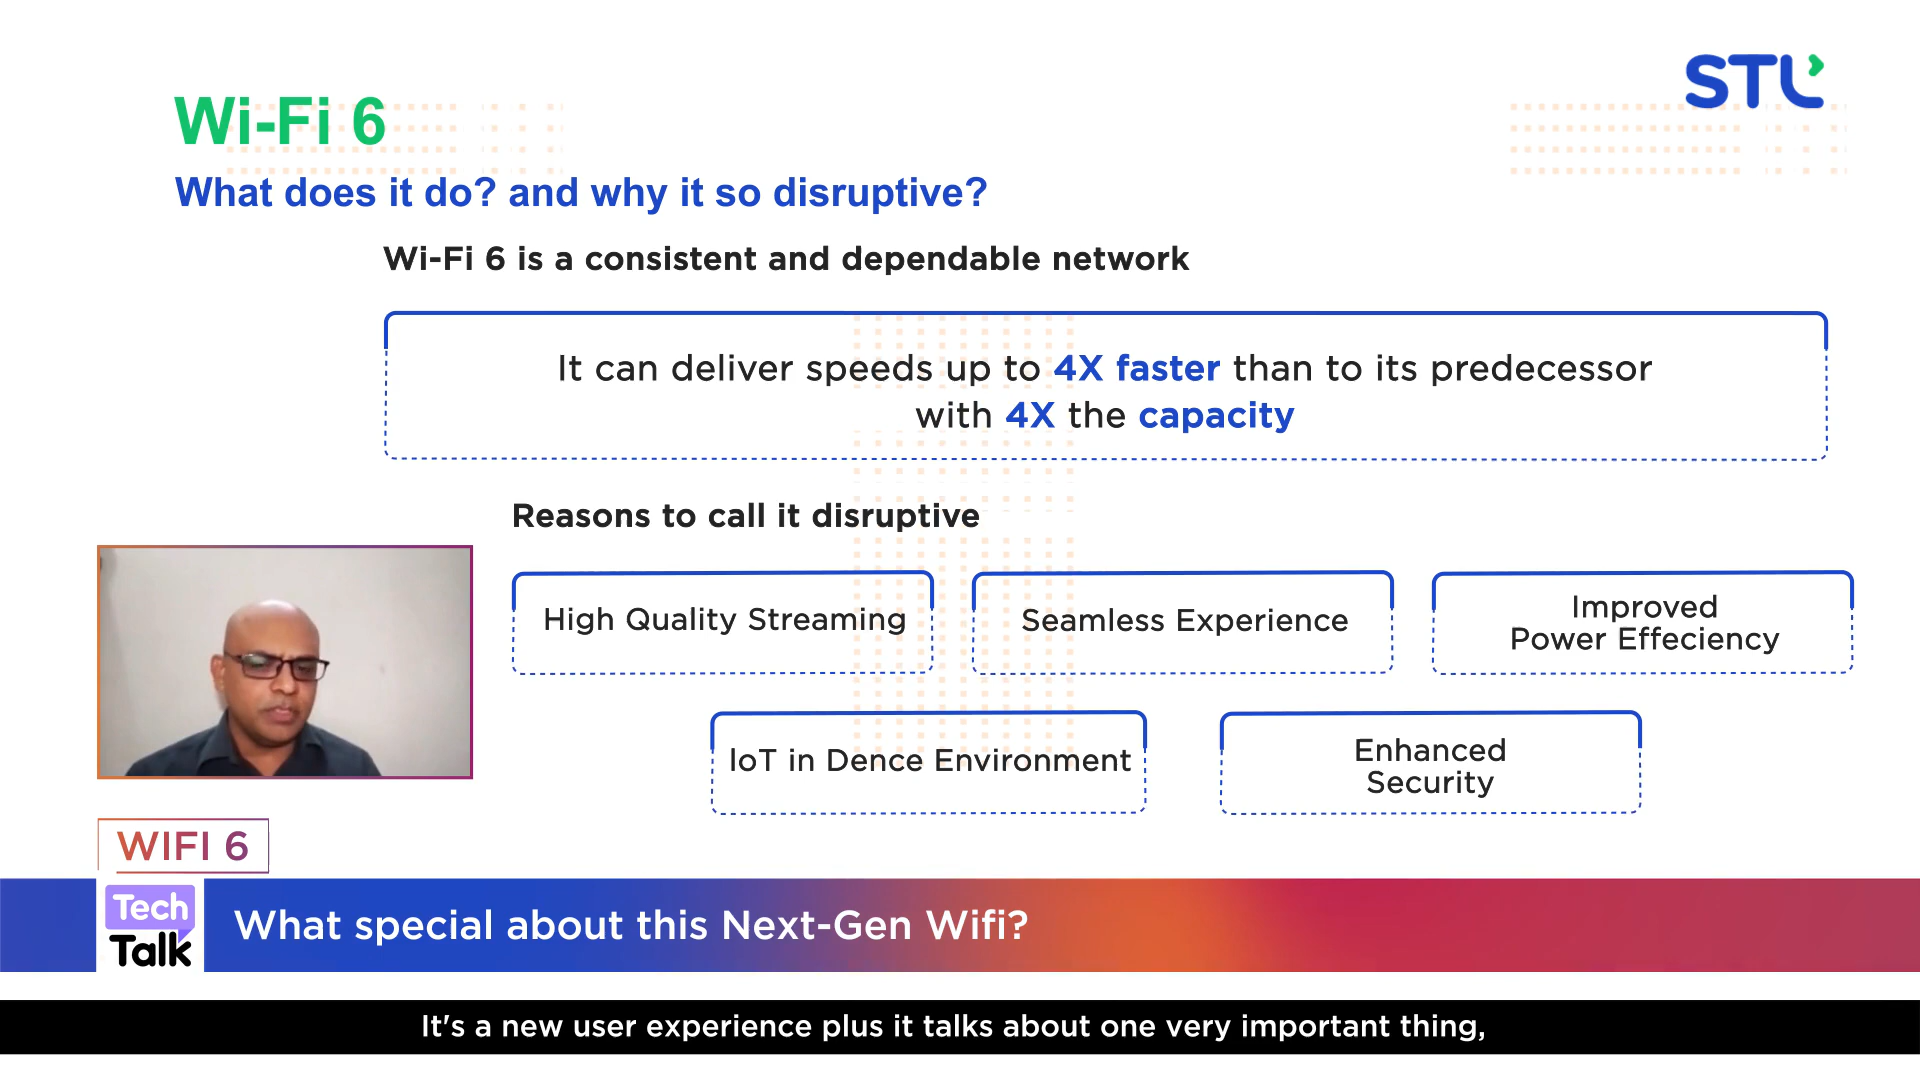 STL
Wi-Fi 6
What does it do? and why it so disruptive?
Wi-Fi 6 is a consistent and dependable network
It can deliver speeds up to 4X faster than to its predecessor
with 4X the capacity
Reasons to call it disruptive
High Quality Streaming
Seamless Experience
Improved
Power Effeciency
IoT in Dence Environment
Enhanced
Security
WIFI 6
Tech
Talk
What special about this Next-Gen Wifi?
It's a new user experience plus it talks about one very important thing,